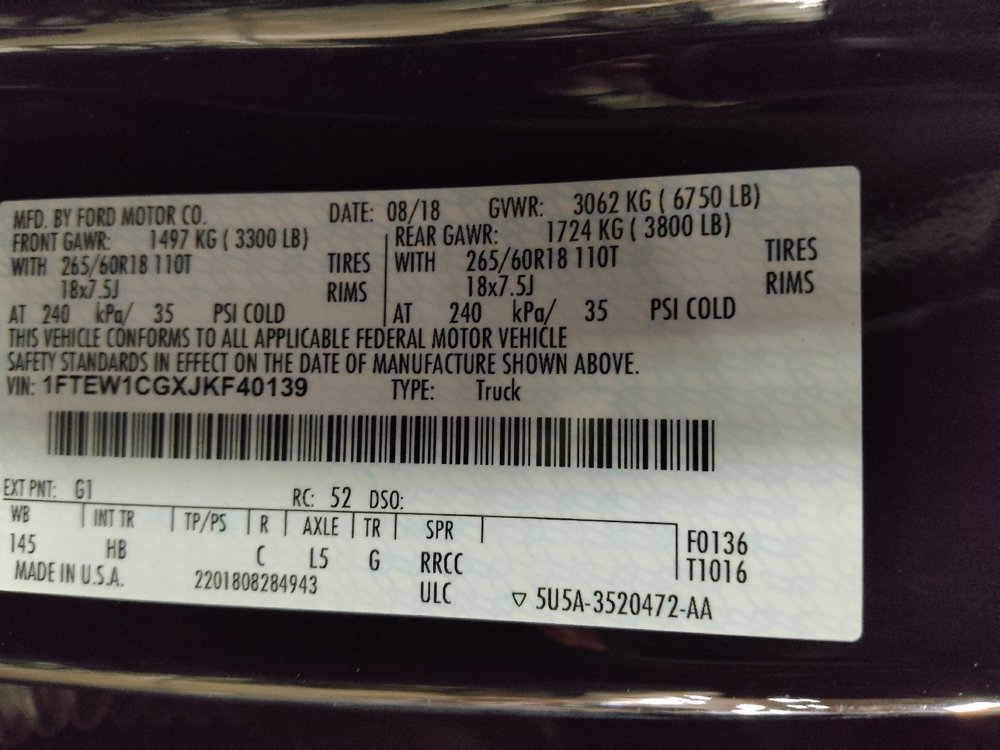 MFD. BY FORD MOTOR CO. DATE: 08/18 GVWR: 3062 KG ( 6750 LB)
FRONT GAWR: 1497 KG ( 3300 LB) REAR GAWR: 1724 KG ( 3800 LB)
WITH 265/60R18 110T TIRES WITH 265/60R18 110T TIRES
18x7.5J RIMS 18x7.5J RIMS
AT 240 kPa/ 35 PSI COLD AT 240 kPa/ 35 PSI COLD
THIS VEHICLE CONFORMS TO ALL APPLICABLE FEDERAL MOTOR VEHICLE
SAFETY STANDARDS IN EFFECT ON THE DATE OF MANUFACTURE SHOWN ABOVE.
VIN: 1FTEW1CGXJKF40139 TYPE: Truck
EXT PNT: G1 RC: 52 DSO:
WB INT TR TP/PS R AXLE TR SPR
145 HB C L5 G RRCC F0136
MADE IN U.S.A. 2201808284943 ULC T1016
▽ 5U5A-3520472-AA